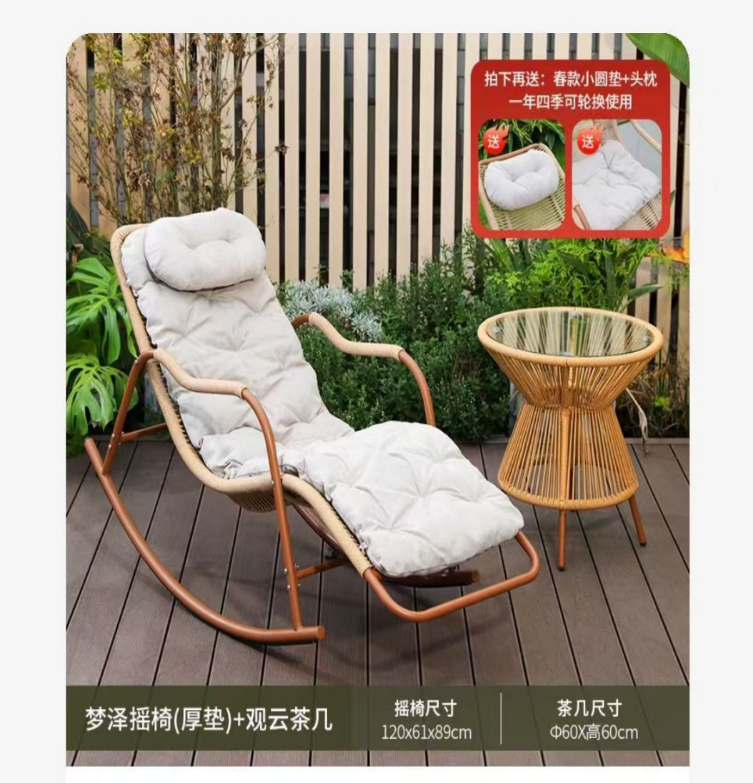 拍下再送：春款小圆垫+头枕
一年四季可轮换使用
送
送
梦泽摇椅(厚垫)+观云茶几
摇椅尺寸
120x61x89cm
茶几尺寸
Φ60X高60cm